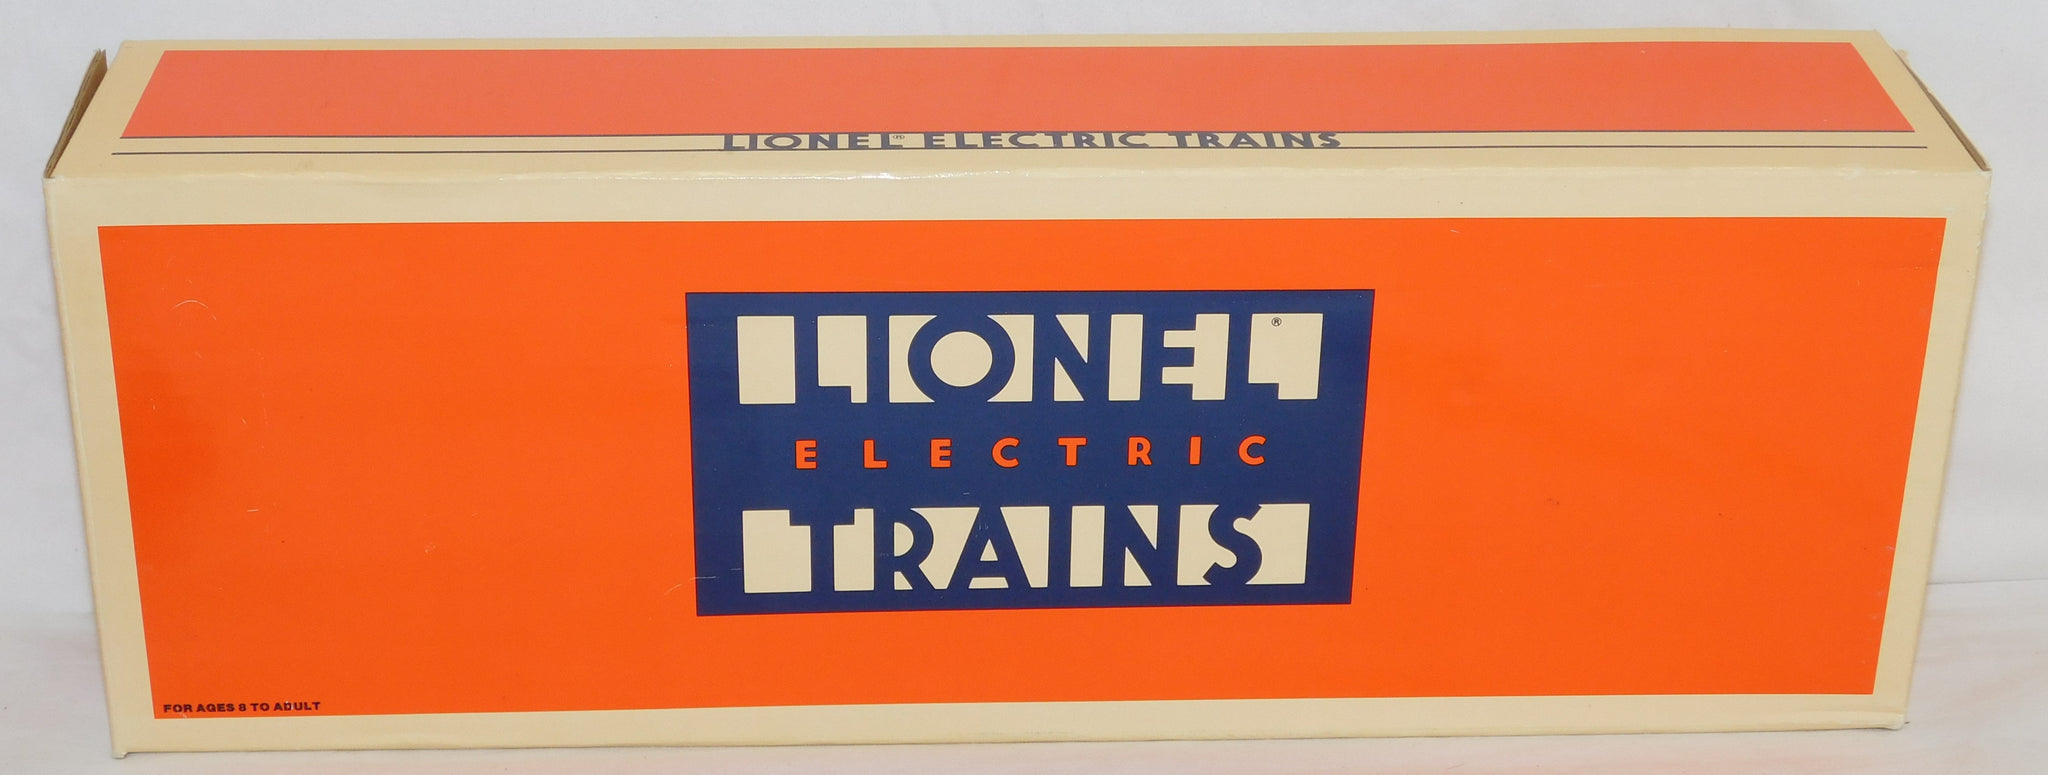 LIONEL® ELECTRIC TRAINS
LIONEL®
ELECTRIC
TRAINS
FOR AGES 8 TO ADULT